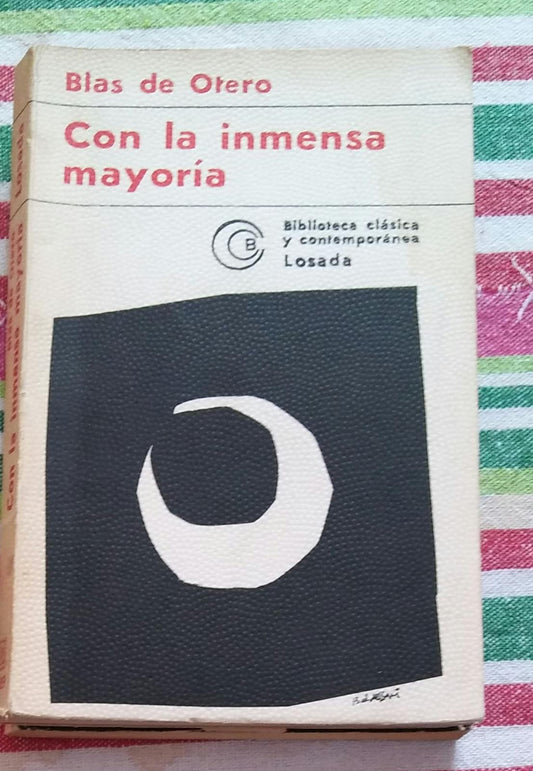 Blas de Otero
Con la inmensa
mayoría
B
Biblioteca clásica
y contemporánea
Losada
Con la inmensa mayoría Losada